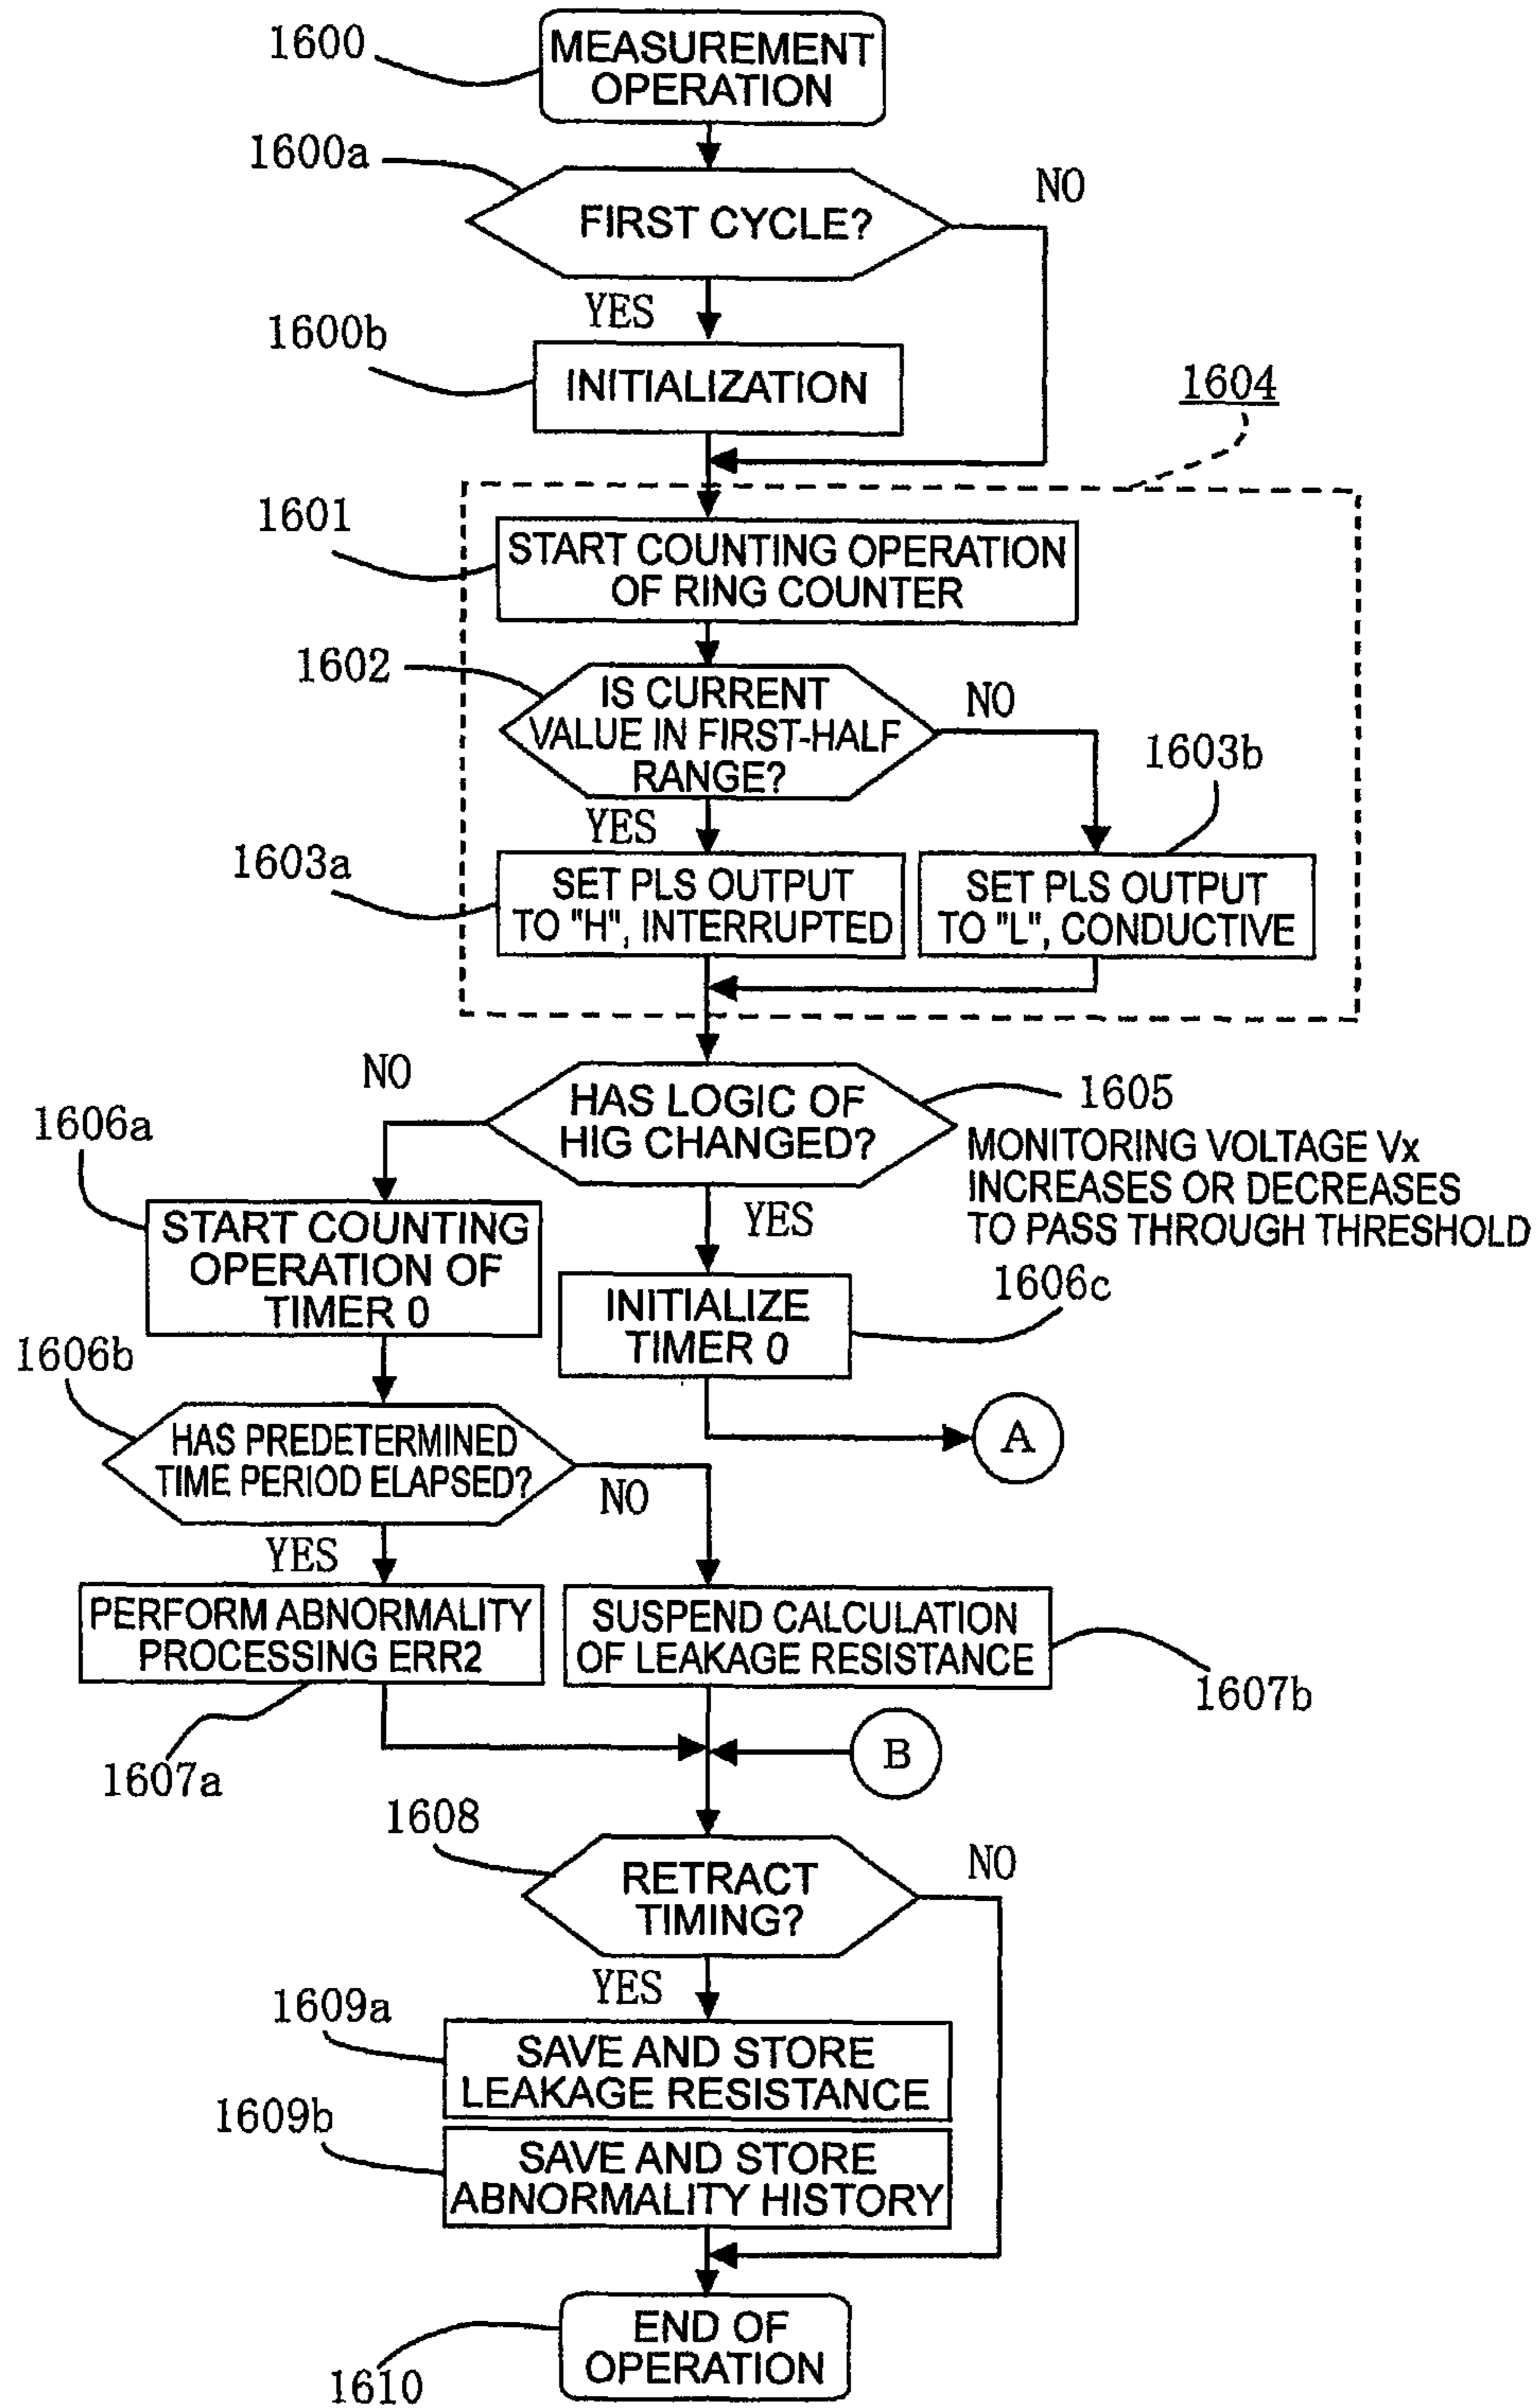 1600
MEASUREMENT
OPERATION
1600a
FIRST CYCLE?
NO
YES
1600b
INITIALIZATION
1604
1601
START COUNTING OPERATION
OF RING COUNTER
1602
IS CURRENT
VALUE IN FIRST-HALF
RANGE?
NO
YES
1603b
1603a
SET PLS OUTPUT
TO "H", INTERRUPTED
SET PLS OUTPUT
TO "L", CONDUCTIVE
NO
HAS LOGIC OF
HIG CHANGED?
1605
MONITORING VOLTAGE Vx
INCREASES OR DECREASES
TO PASS THROUGH THRESHOLD
YES
1606a
START COUNTING
OPERATION OF
TIMER 0
1606c
INITIALIZE
TIMER 0
1606b
A
HAS PREDETERMINED
TIME PERIOD ELAPSED?
NO
YES
PERFORM ABNORMALITY
PROCESSING ERR2
SUSPEND CALCULATION
OF LEAKAGE RESISTANCE
1607b
1607a
B
1608
RETRACT
TIMING?
NO
YES
1609a
SAVE AND STORE
LEAKAGE RESISTANCE
1609b
SAVE AND STORE
ABNORMALITY HISTORY
END OF
OPERATION
1610